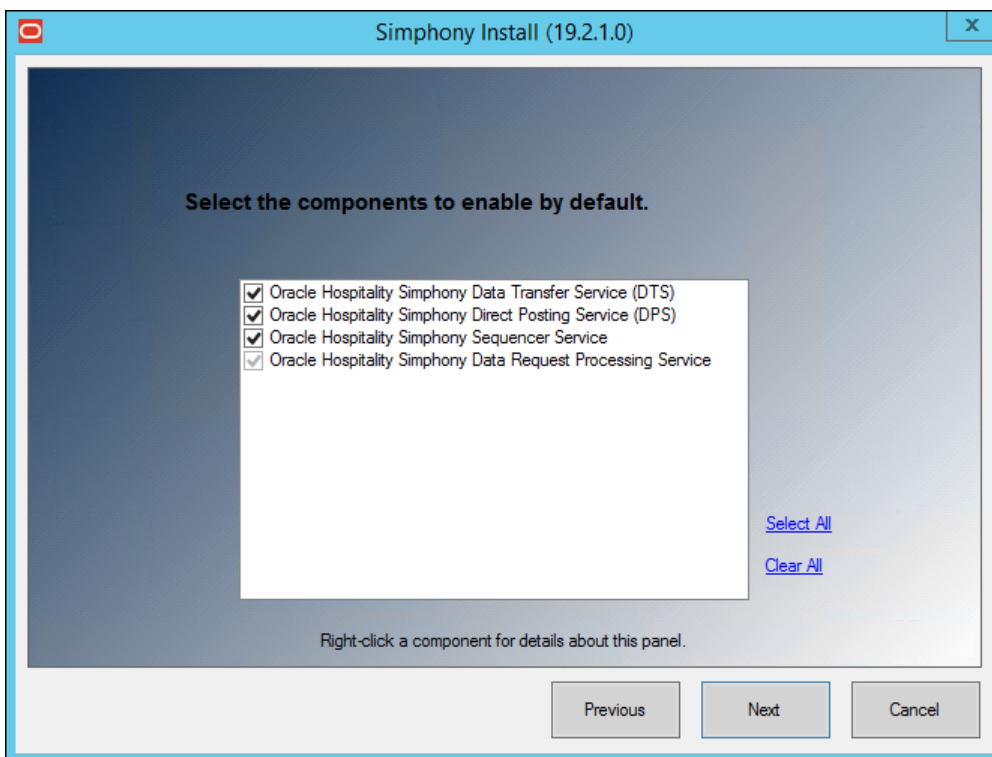 Simphony Install (19.2.1.0)
x
Select the components to enable by default.
Oracle Hospitality Simphony Data Transfer Service (DTS)
Oracle Hospitality Simphony Direct Posting Service (DPS)
Oracle Hospitality Simphony Sequencer Service
Oracle Hospitality Simphony Data Request Processing Service
Select All
Clear All
Right-click a component for details about this panel.
Previous Next Cancel